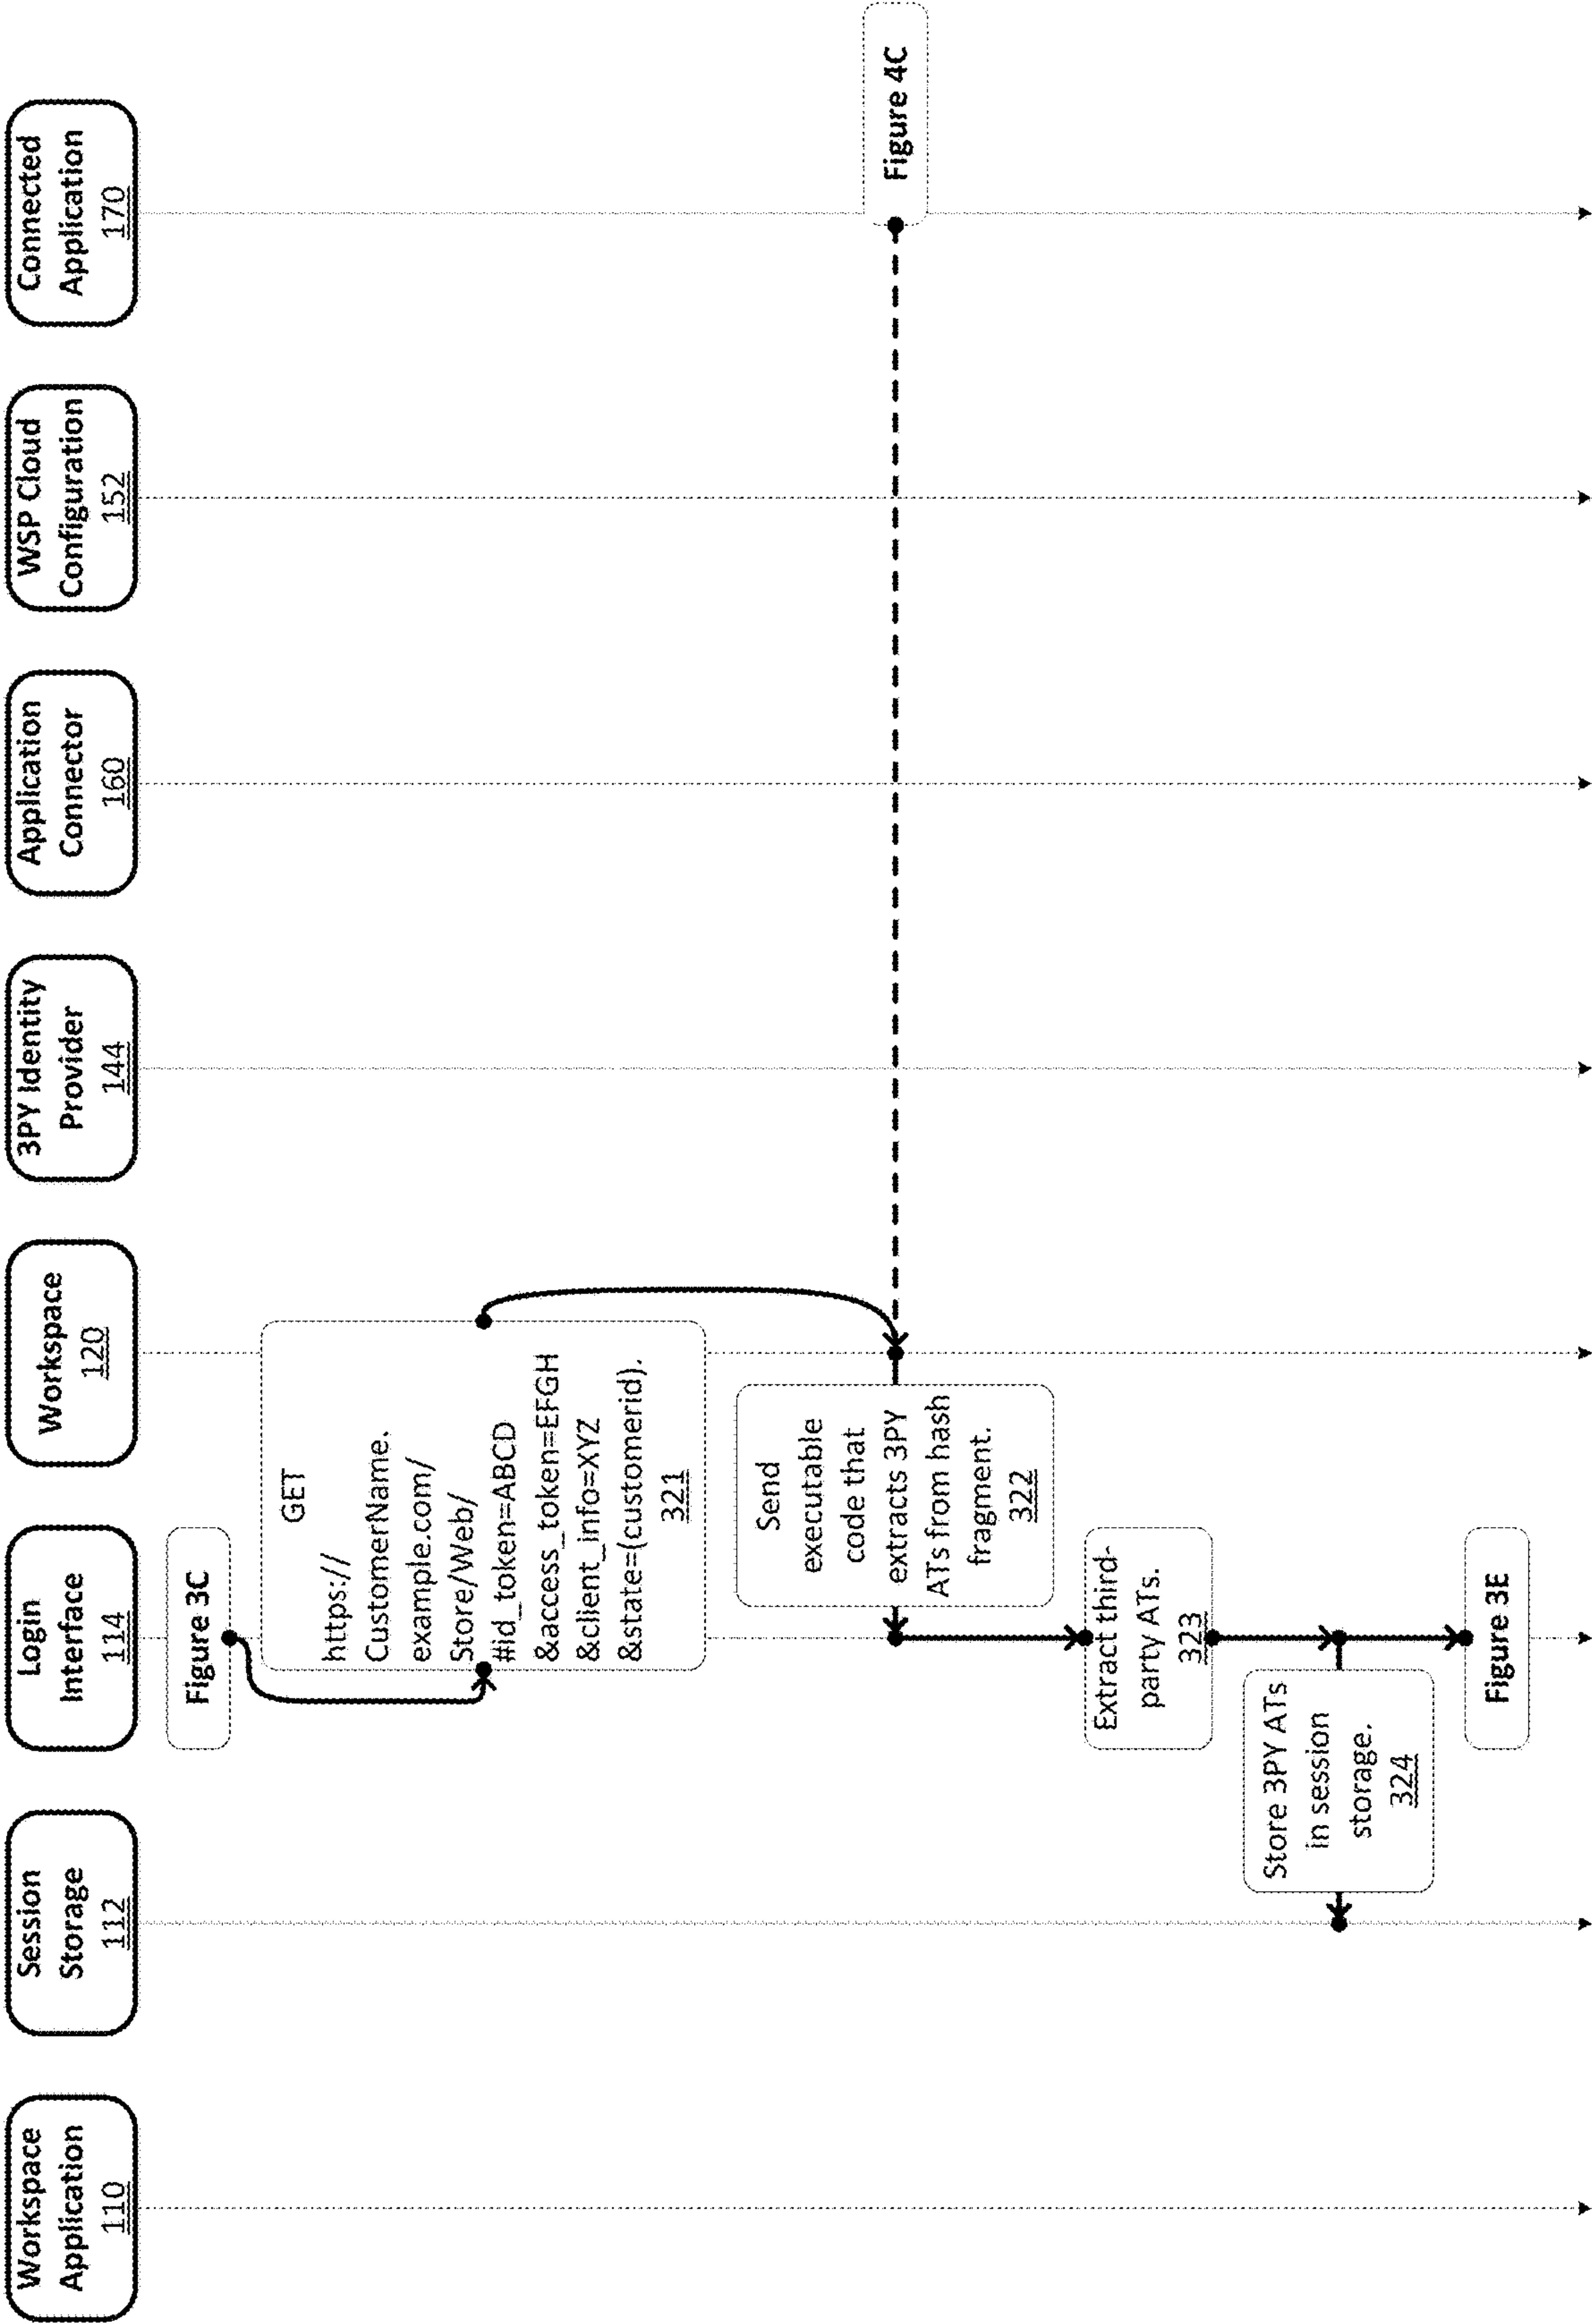 Workspace
Application
110
Session
Storage
112
Login
Interface
114
Workspace
120
3PY Identity
Provider
144
Application
Connector
160
WSP Cloud
Configuration
152
Connected
Application
170
Figure 3C
GET
https://
CustomerName.
example.com/
Store/Web/
#id_token=ABCD
&access_token=EFGH
&client_info=XYZ
&state=(customerid).
321
Send
executable
code that
extracts 3PY
ATs from hash
fragment.
322
Figure 4C
Extract third-
party ATs.
323
Store 3PY ATs
in session
storage.
324
Figure 3E